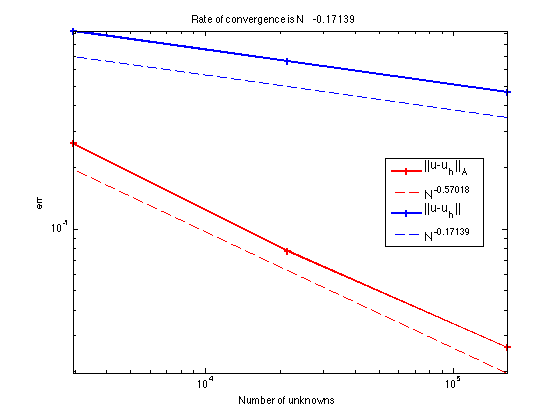 Rate of convergence is N -0.17139
err
10^-1
||u-u_h||_A
N^-0.57018
||u-u_h||
N^-0.17139
10^4 10^5
Number of unknowns